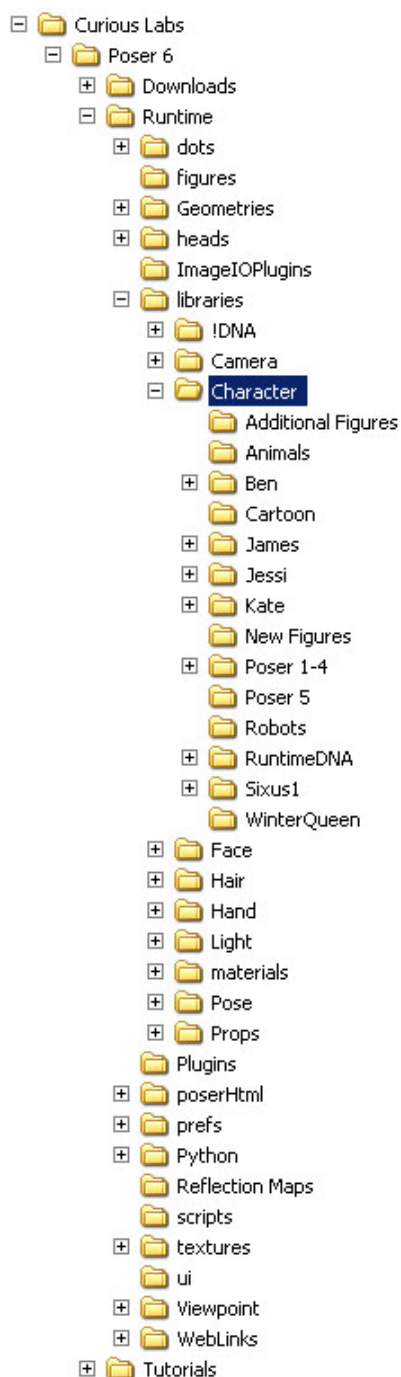 Curious Labs
Poser 6
Downloads
Runtime
dots
figures
Geometries
heads
ImageIOPlugins
libraries
!DNA
Camera
Character
Additional Figures
Animals
Ben
Cartoon
James
Jessi
Kate
New Figures
Poser 1-4
Poser 5
Robots
RuntimeDNA
Sixus1
WinterQueen
Face
Hair
Hand
Light
materials
Pose
Props
Plugins
poserHtml
prefs
Python
Reflection Maps
scripts
textures
ui
Viewpoint
WebLinks
Tutorials